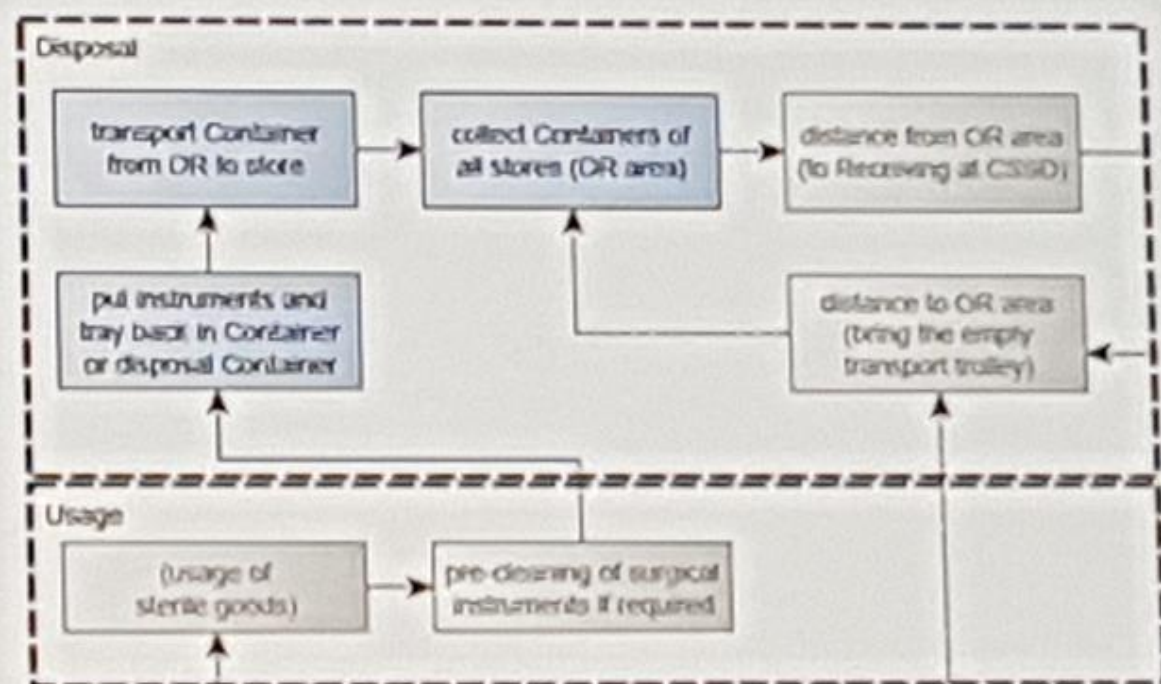 Disposal
transport Container
from OR to store
collect Containers of
all stores (OR area)
distance from OR area
(to Receiving at CSSD)
put instruments and
tray back in Container
or disposal Container
distance to OR area
(bring the empty
transport trolley)
Usage
(usage of
sterile goods)
pre-cleaning of surgical
instruments if required